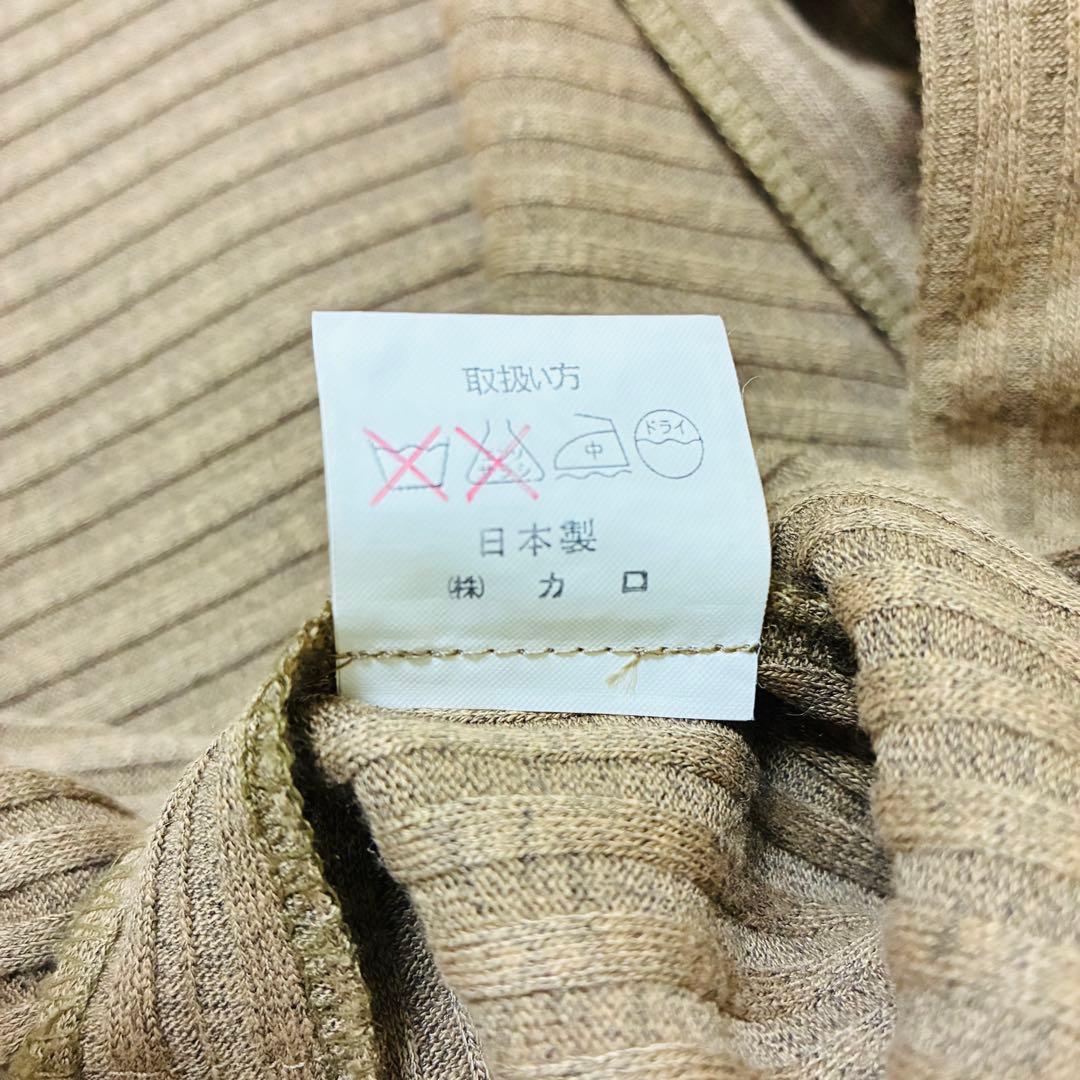 取扱い方
中 ドライ
日本製
㈱ カロ